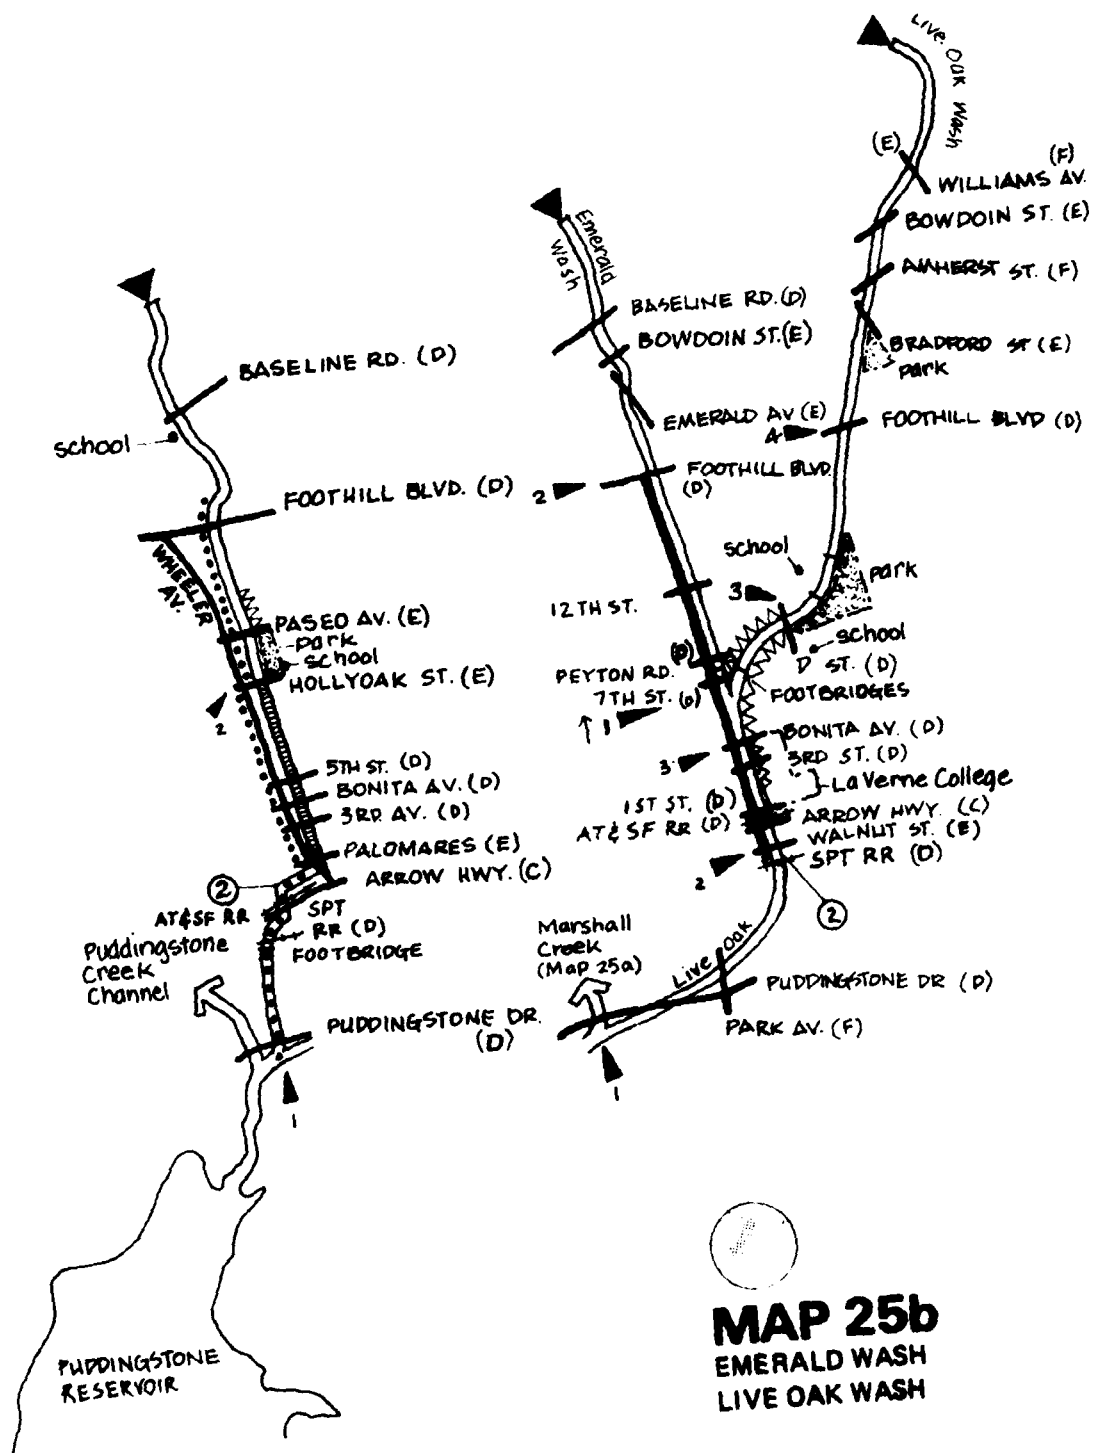 Live Oak Wash
(E)
(F)
WILLIAMS AV.
BOWDOIN ST. (E)
AMHERST ST. (F)
BRADFORD ST (E)
park
4
FOOTHILL BLVD (D)
Emerald
Wash
BASELINE RD. (D)
BOWDOIN ST. (E)
EMERALD AV (E)
2
FOOTHILL BLVD.
(D)
school
park
3
12TH ST.
school
D ST. (D)
(D)
PEYTON RD.
FOOTBRIDGES
7TH ST. (D)
1
BONITA AV. (D)
3
3RD ST. (D)
La Verne College
1ST ST. (D)
ARROW HWY. (C)
AT&SF RR (D)
WALNUT ST. (E)
SPT RR (D)
2
2
Live Oak
Marshall
Creek
(Map 25a)
PUDDINGSTONE DR (D)
PARK AV. (F)
1
BASELINE RD. (D)
school
FOOTHILL BLVD. (D)
WHEELER
AV.
PASEO AV. (E)
park
school
HOLLYOAK ST. (E)
2
5TH ST. (D)
BONITA AV. (D)
3RD AV. (D)
PALOMARES (E)
ARROW HWY. (C)
2
AT&SF RR
SPT
RR (D)
FOOTBRIDGE
Puddingstone
Creek
Channel
PUDDINGSTONE DR.
(D)
1
PUDDINGSTONE
RESERVOIR
MAP 25b
EMERALD WASH
LIVE OAK WASH